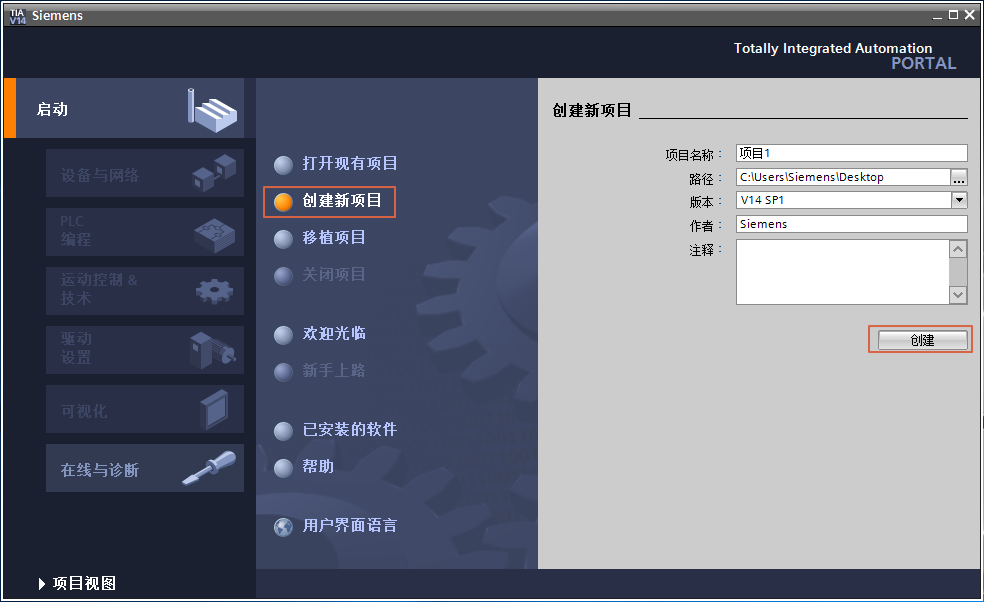 TIA
V14
Siemens
Totally Integrated Automation
PORTAL
启动
设备与网络
PLC
编程
运动控制 &
技术
驱动
设置
可视化
在线与诊断
项目视图
打开现有项目
创建新项目
移植项目
关闭项目
欢迎光临
新手上路
已安装的软件
帮助
用户界面语言
创建新项目
项目名称： 项目1
路径： C:\Users\Siemens\Desktop ...
版本： V14 SP1
作者： Siemens
注释：
创建